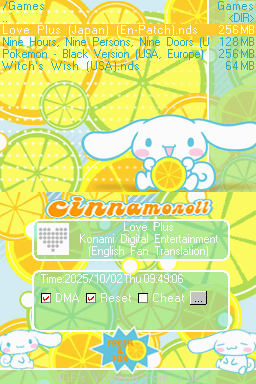 /Games Games
.. <DIR>
Love Plus (Japan) (En-Patch).nds 256MB
Nine Hours, Nine Persons, Nine Doors (U 128MB
Pokemon - Black Version (USA, Europe) 256MB
Witch's Wish (USA).nds 64MB
cinnamoroll
Love Plus
Konami Digital Entertainment
(English Fan Translation)
Time:2025/10/02 Thu 09:49:06
DMA Reset Cheat ...